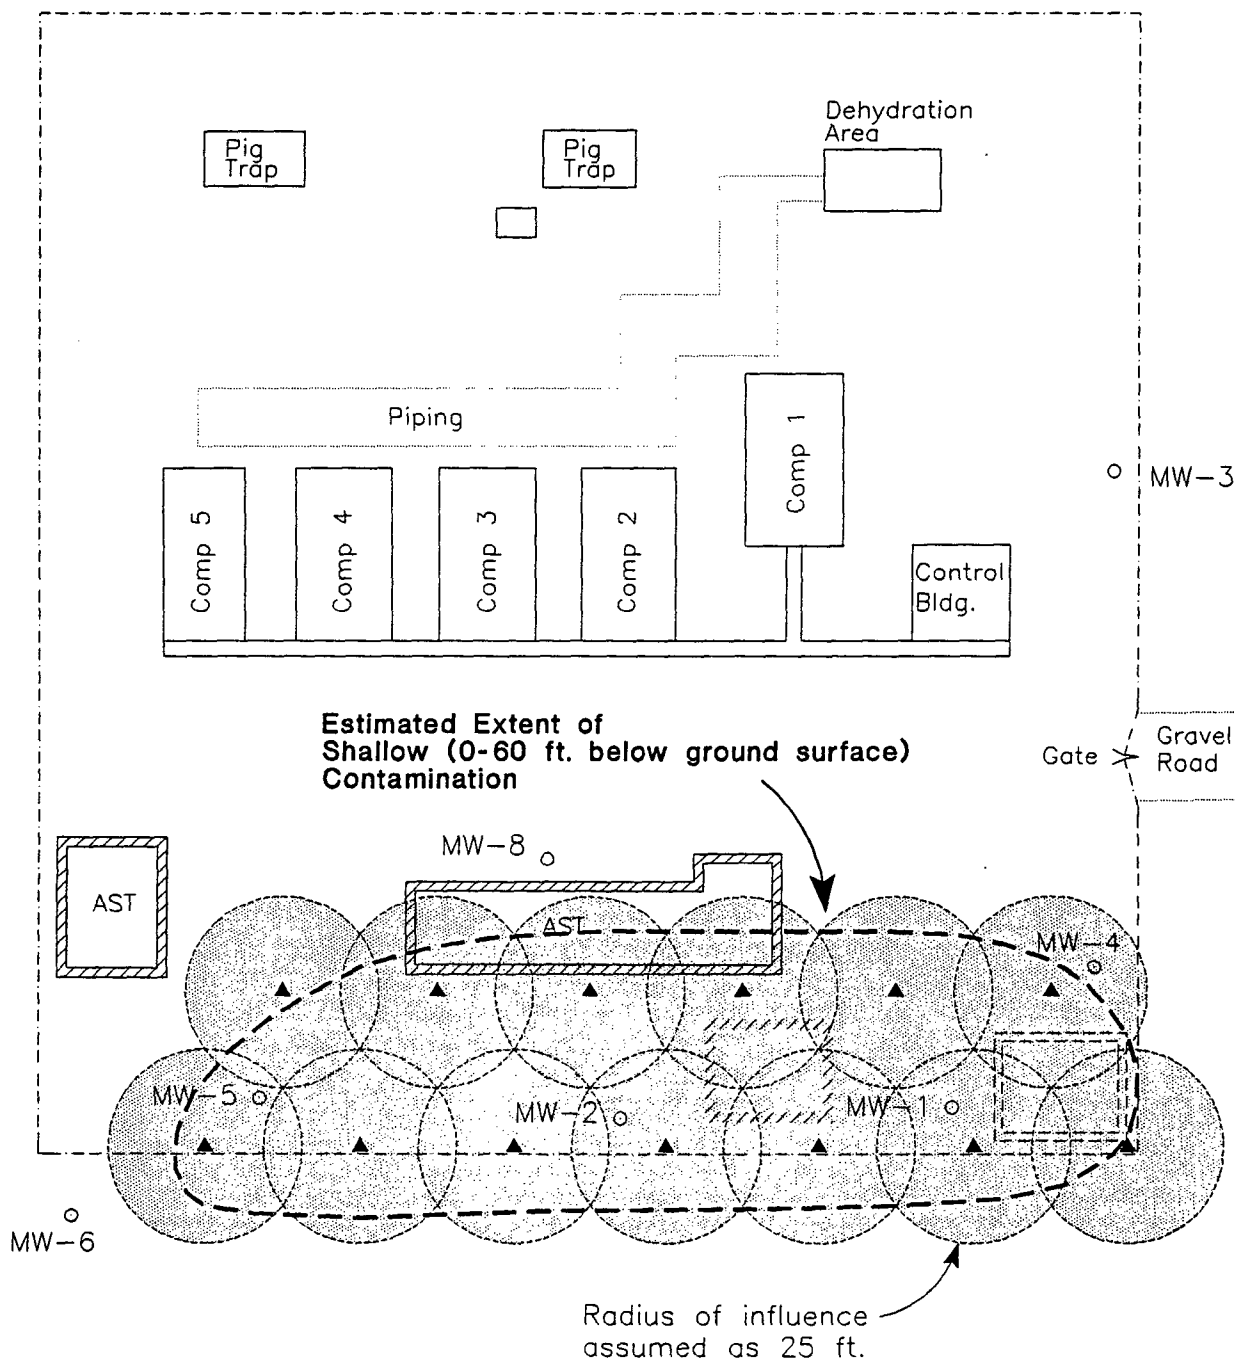 Dehydration
Area
Pig
Trap
Pig
Trap
Piping
Comp 1
MW-3
Comp 5
Comp 4
Comp 3
Comp 2
Control
Bldg.
Estimated Extent of
Shallow (0-60 ft. below ground surface)
Contamination
Gate
Gravel
Road
MW-8
AST
AST
MW-4
MW-5
MW-2
MW-1
MW-6
Radius of influence
assumed as 25 ft.